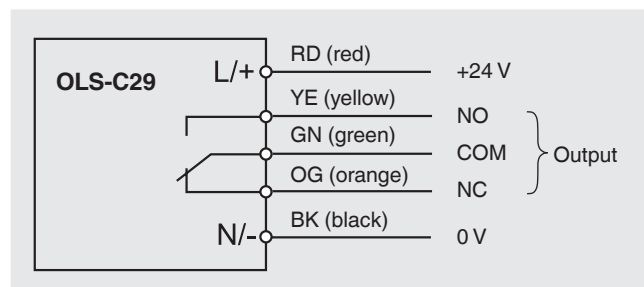 OLS-C29
L/+ RD (red) +24 V
YE (yellow) NO
GN (green) COM Output
OG (orange) NC
N/- BK (black) 0 V